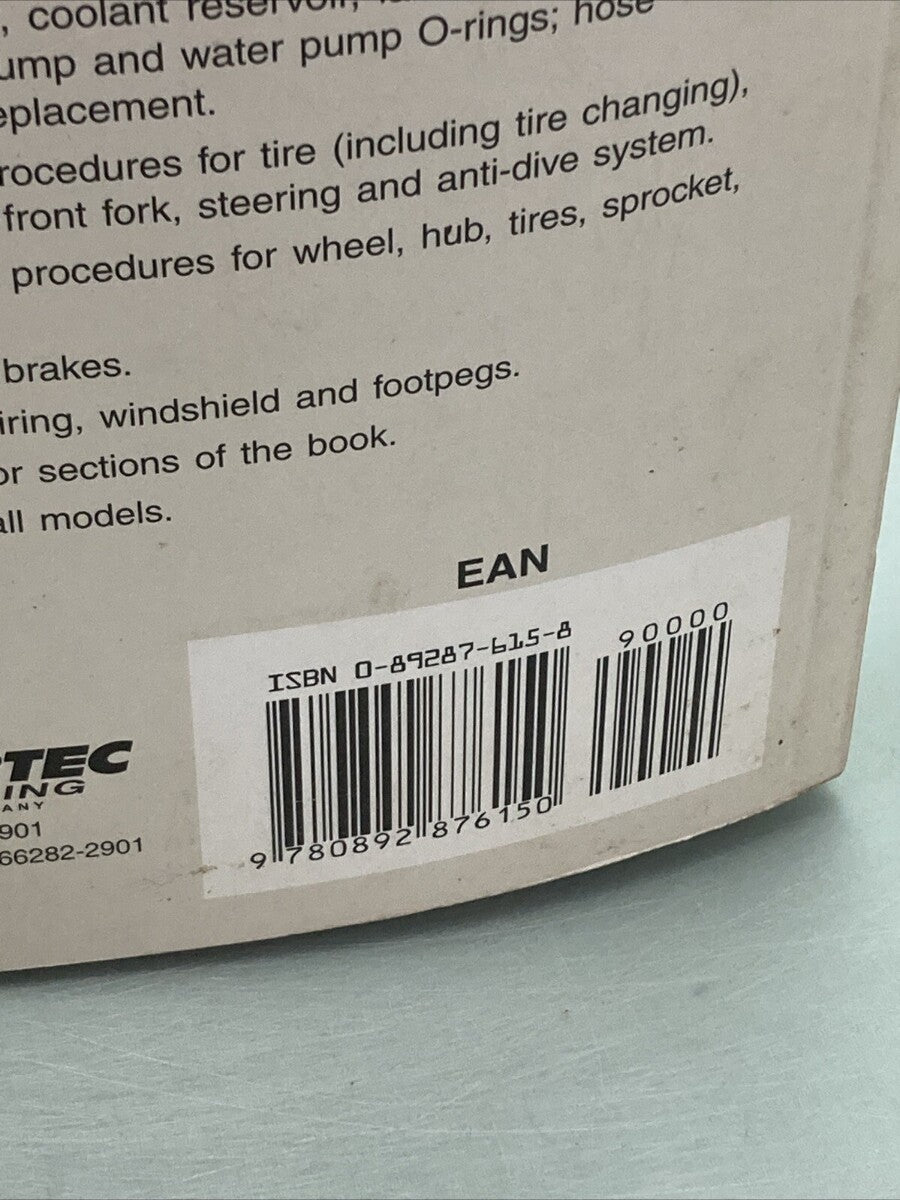 , coolant reservoir,
ump and water pump O-rings; hose
eplacement.
rocedures for tire (including tire changing),
front fork, steering and anti-dive system.
procedures for wheel, hub, tires, sprocket,
brakes.
iring, windshield and footpegs.
or sections of the book.
all models.
EAN
ISBN 0-89287-615-8
90000
9 780892 876150
TEC
ING
ANY
901
66282-2901